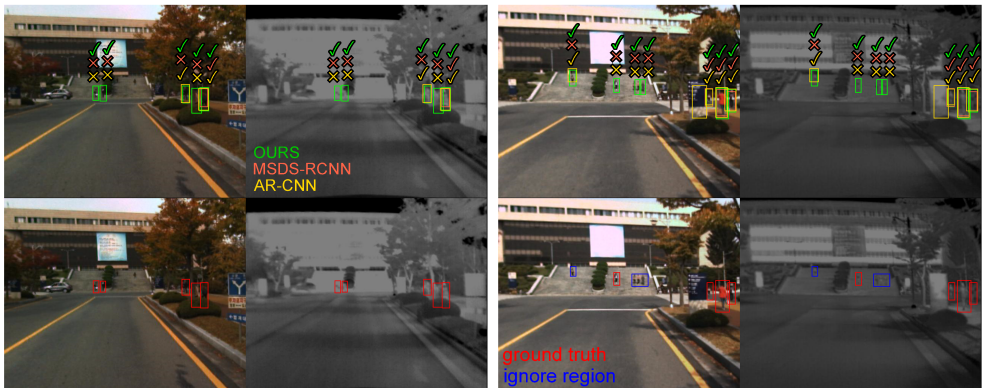 OURS
MSDS-RCNN
AR-CNN
ground truth
ignore region